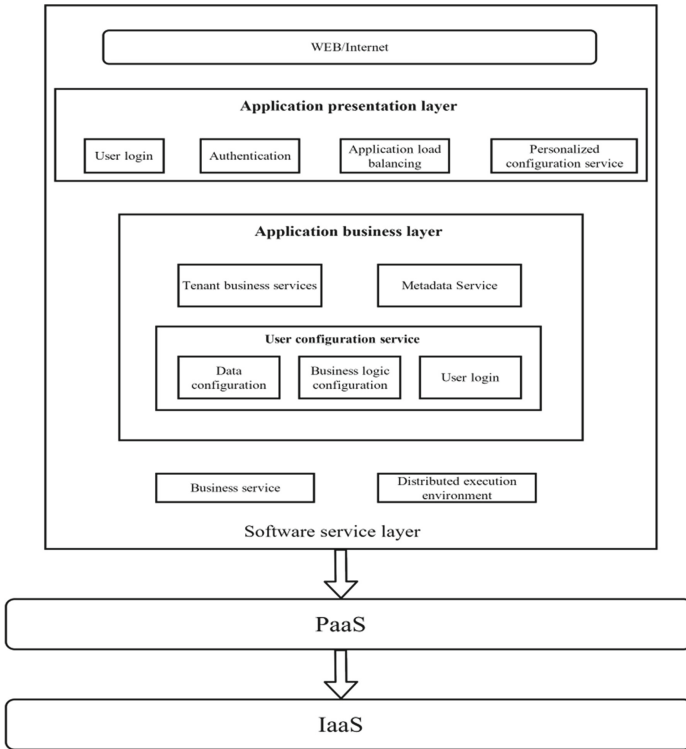 WEB/Internet
Application presentation layer
User login
Authentication
Application load
balancing
Personalized
configuration service
Application business layer
Tenant business services
Metadata Service
User configuration service
Data
configuration
Business logic
configuration
User login
Business service
Distributed execution
environment
Software service layer
PaaS
IaaS